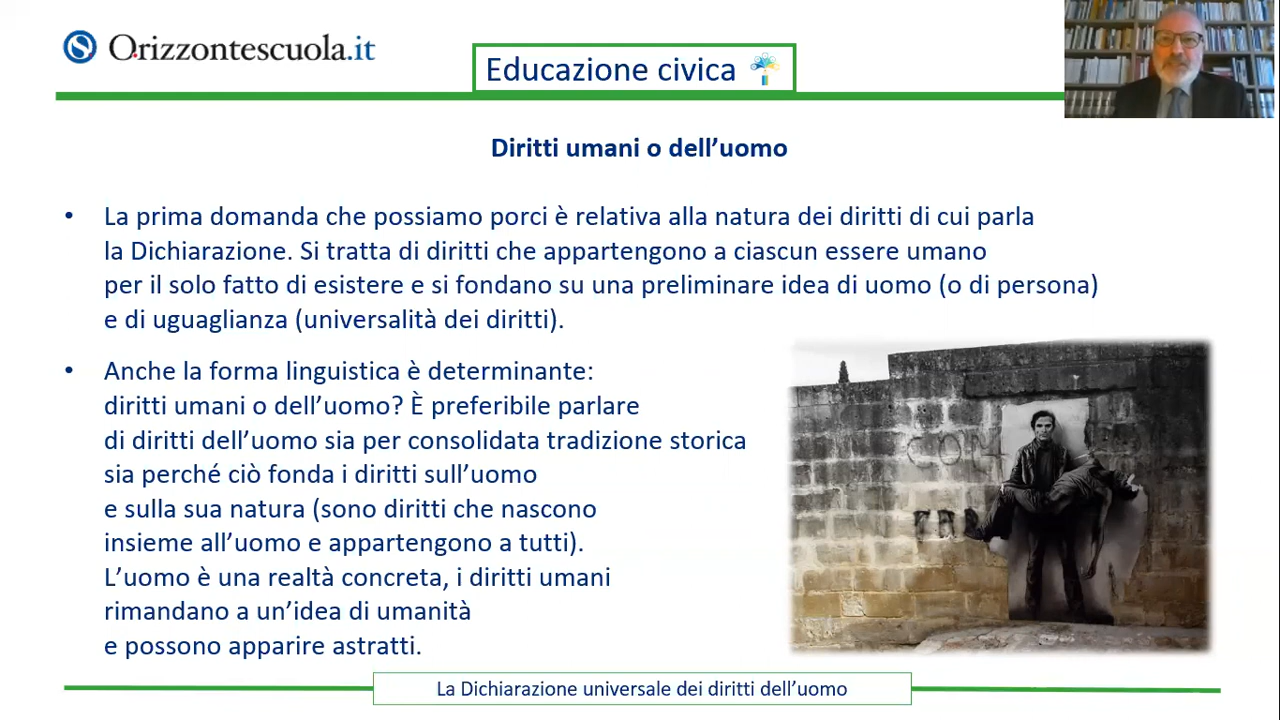 Orizzontescuola.it
Educazione civica
Diritti umani o dell’uomo
• La prima domanda che possiamo porci è relativa alla natura dei diritti di cui parla
la Dichiarazione. Si tratta di diritti che appartengono a ciascun essere umano
per il solo fatto di esistere e si fondano su una preliminare idea di uomo (o di persona)
e di uguaglianza (universalità dei diritti).
• Anche la forma linguistica è determinante:
diritti umani o dell’uomo? È preferibile parlare
di diritti dell’uomo sia per consolidata tradizione storica
sia perché ciò fonda i diritti sull’uomo
e sulla sua natura (sono diritti che nascono
insieme all’uomo e appartengono a tutti).
L’uomo è una realtà concreta, i diritti umani
rimandano a un’idea di umanità
e possono apparire astratti.
La Dichiarazione universale dei diritti dell’uomo